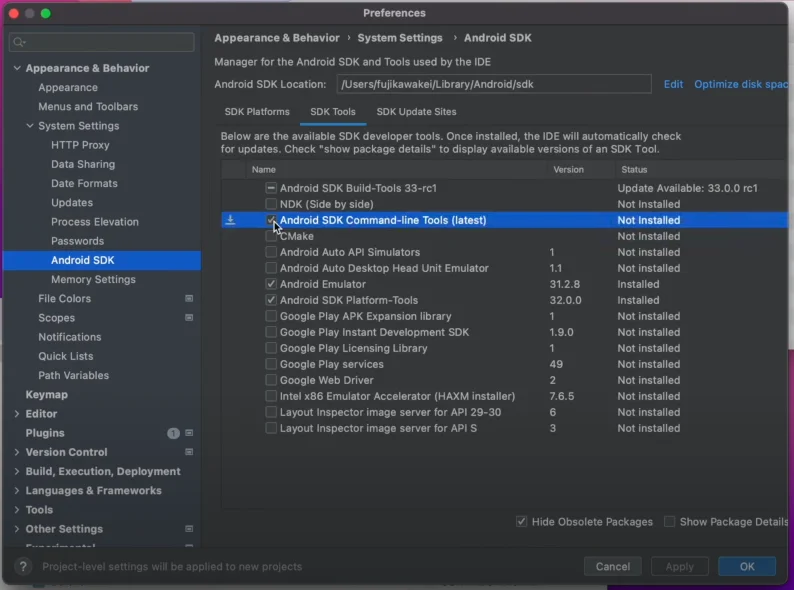 Preferences
Appearance & Behavior › System Settings › Android SDK
Manager for the Android SDK and Tools used by the IDE
Android SDK Location: /Users/fujikawakei/Library/Android/sdk Edit Optimize disk spac
Appearance & Behavior
Appearance
Menus and Toolbars
System Settings
HTTP Proxy
Data Sharing
Date Formats
Updates
Process Elevation
Passwords
Android SDK
Memory Settings
File Colors
Scopes
Notifications
Quick Lists
Path Variables
Keymap
Editor
Plugins 1
Version Control
Build, Execution, Deployment
Languages & Frameworks
Tools
Other Settings
Experimental
SDK Platforms SDK Tools SDK Update Sites
Below are the available SDK developer tools. Once installed, the IDE will automatically check
for updates. Check "show package details" to display available versions of an SDK Tool.
Name Version Status
Android SDK Build-Tools 33-rc1 Update Available: 33.0.0 rc1
NDK (Side by side) Not Installed
Android SDK Command-line Tools (latest) Not Installed
CMake Not Installed
Android Auto API Simulators 1 Not installed
Android Auto Desktop Head Unit Emulator 1.1 Not installed
Android Emulator 31.2.8 Installed
Android SDK Platform-Tools 32.0.0 Installed
Google Play APK Expansion library 1 Not installed
Google Play Instant Development SDK 1.9.0 Not installed
Google Play Licensing Library 1 Not installed
Google Play services 49 Not installed
Google Web Driver 2 Not installed
Intel x86 Emulator Accelerator (HAXM installer) 7.6.5 Not installed
Layout Inspector image server for API 29-30 6 Not installed
Layout Inspector image server for API S 3 Not installed
Hide Obsolete Packages Show Package Details
? Project-level settings will be applied to new projects
Cancel Apply OK